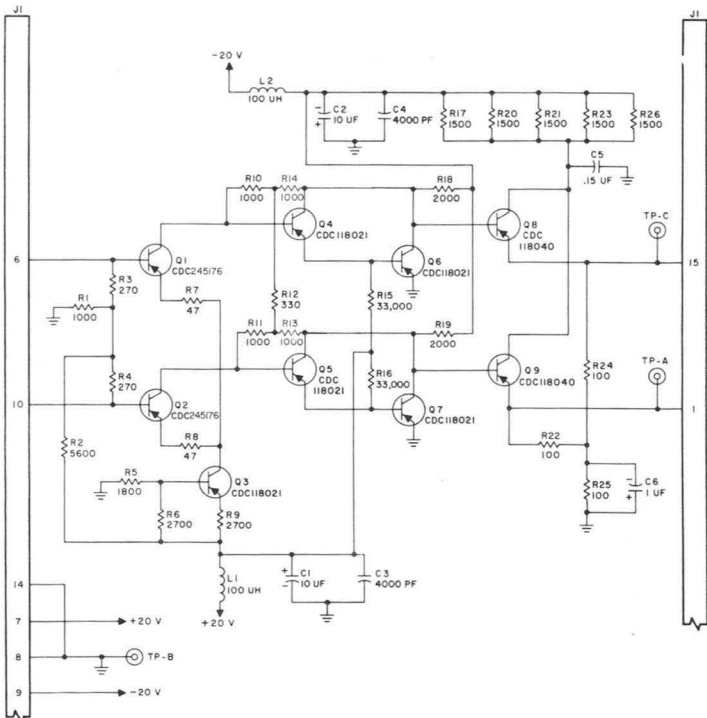 J1
J1
-20 V
L2
100 UH
C2
10 UF
C4
4000 PF
R17
1500
R20
1500
R21
1500
R23
1500
R26
1500
C5
.15 UF
R10
1000
R14
1000
R18
2000
Q4
CDC118021
Q8
CDC
118040
TP-C
6
Q1
CDC245176
Q6
CDC118021
15
R3
270
R7
47
R1
1000
R12
330
R15
33,000
R11
1000
R13
1000
R19
2000
R4
270
Q5
CDC
118021
R16
33,000
Q9
CDC118040
R24
100
TP-A
10
Q2
CDC245176
Q7
CDC118021
1
R2
5600
R8
47
R22
100
R5
1800
Q3
CDC118021
R25
100
C6
1 UF
R6
2700
R9
2700
14
L1
100 UH
C1
10 UF
C3
4000 PF
7
+20 V
+20 V
8
TP-B
9
-20 V